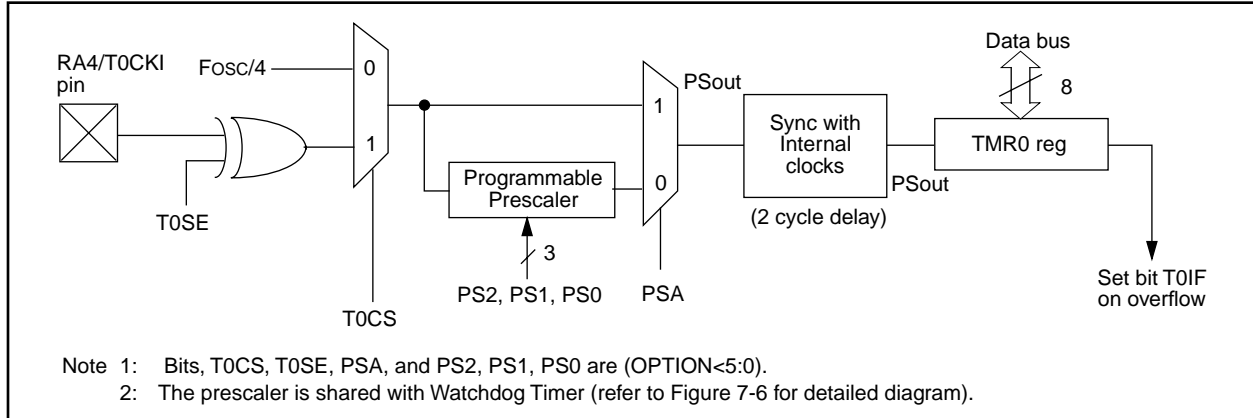 RA4/T0CKI
pin
FOSC/4
0
1
T0SE
T0CS
Programmable
Prescaler
3
PS2, PS1, PS0
1
0
PSA
PSout
Sync with
Internal
clocks
(2 cycle delay)
PSout
Data bus
8
TMR0 reg
Set bit T0IF
on overflow
Note 1: Bits, T0CS, T0SE, PSA, and PS2, PS1, PS0 are (OPTION<5:0).
2: The prescaler is shared with Watchdog Timer (refer to Figure 7-6 for detailed diagram).